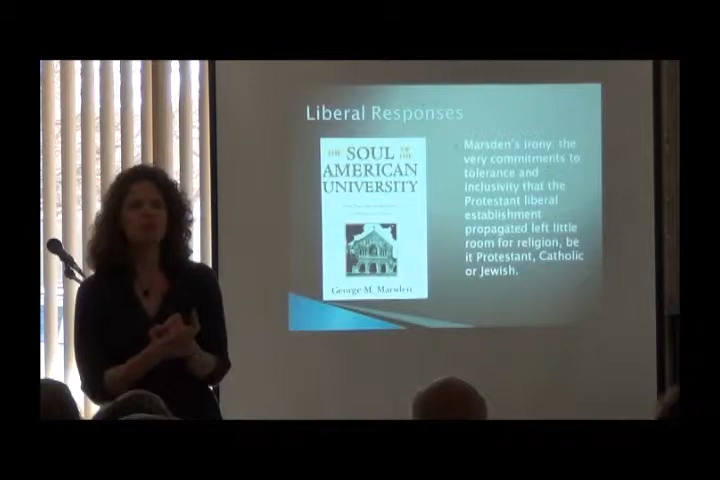 Liberal Responses
THE SOUL OF THE
AMERICAN
UNIVERSITY
George M. Marsden
Marsden's irony: the
very commitments to
tolerance and
inclusivity that the
Protestant liberal
establishment
propagated left little
room for religion, be
it Protestant, Catholic
or Jewish.